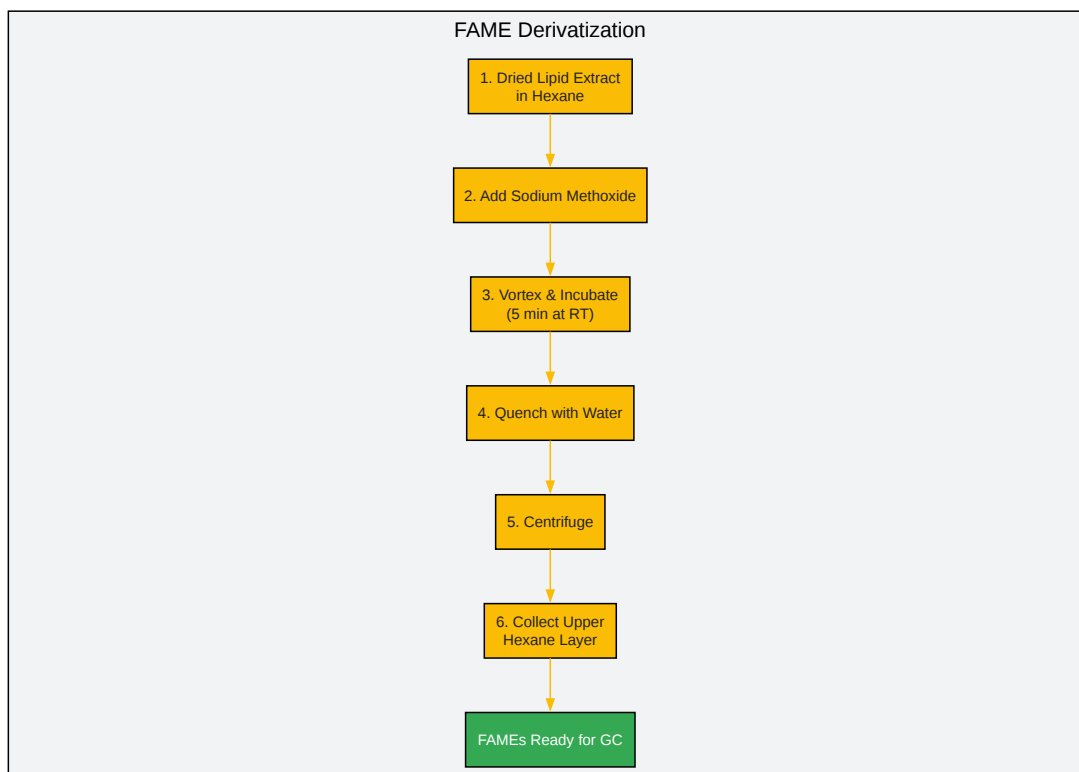 FAME Derivatization
1. Dried Lipid Extract
in Hexane
2. Add Sodium Methoxide
3. Vortex & Incubate
(5 min at RT)
4. Quench with Water
5. Centrifuge
6. Collect Upper
Hexane Layer
FAMEs Ready for GC